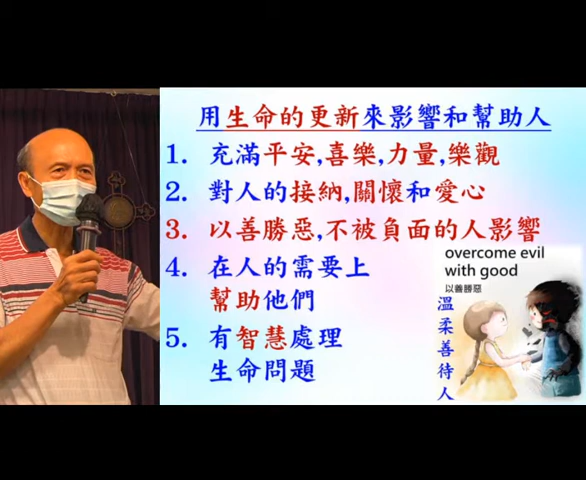 用生命的更新來影響和幫助人
1. 充滿平安,喜樂,力量,樂觀
2. 對人的接納,關懷和愛心
3. 以善勝惡,不被負面的人影響
4. 在人的需要上
幫助他們
5. 有智慧處理
生命問題
overcome evil
with good
以善勝惡
溫柔善待人